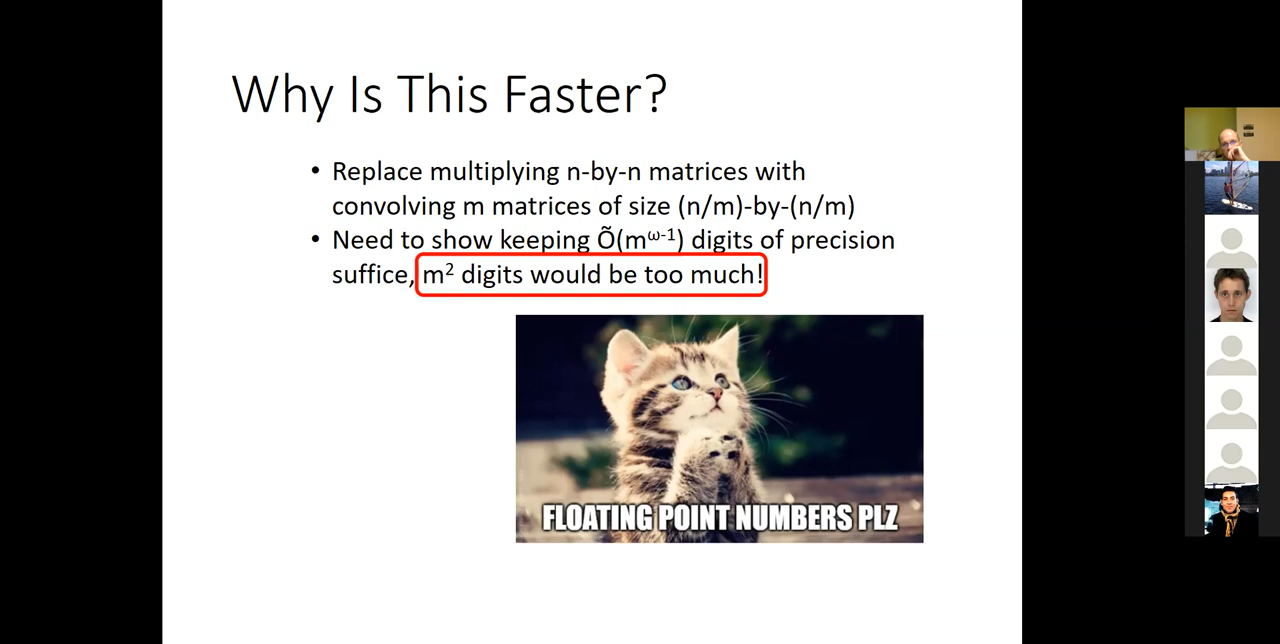 Why Is This Faster?
• Replace multiplying n-by-n matrices with
convolving m matrices of size (n/m)-by-(n/m)
• Need to show keeping Õ(m^ω-1) digits of precision
suffice, m² digits would be too much!
FLOATING POINT NUMBERS PLZ